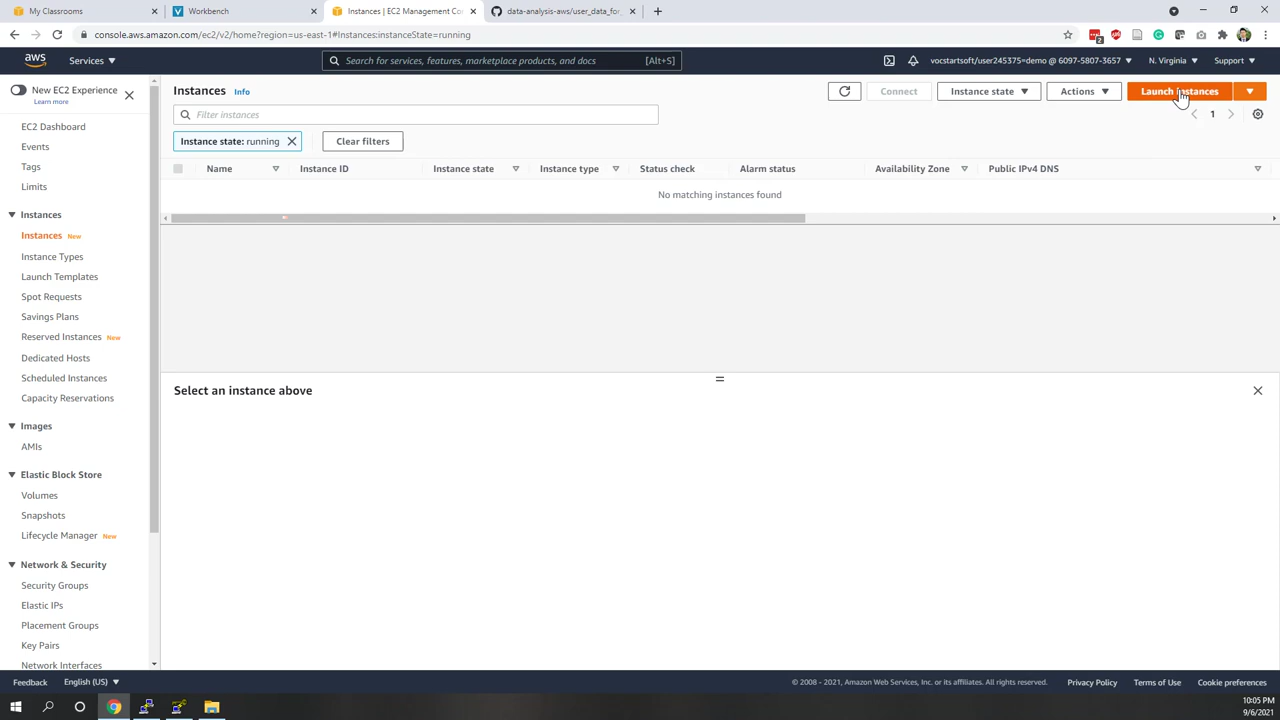 My Classrooms
Workbench
Instances | EC2 Management Co
data-analysis-aws/user_data_for_
console.aws.amazon.com/ec2/v2/home?region=us-east-1#Instances:instanceState=running
2
aws
Services
Search for services, features, marketplace products, and docs
[Alt+S]
vocstartsoft/user245375=demo @ 6097-5807-3657
N. Virginia
Support
New EC2 Experience
Learn more
EC2 Dashboard
Events
Tags
Limits
Instances
Instances New
Instance Types
Launch Templates
Spot Requests
Savings Plans
Reserved Instances New
Dedicated Hosts
Scheduled Instances
Capacity Reservations
Images
AMIs
Elastic Block Store
Volumes
Snapshots
Lifecycle Manager New
Network & Security
Security Groups
Elastic IPs
Placement Groups
Key Pairs
Network Interfaces
Instances Info
Connect
Instance state
Actions
Launch instances
Filter instances
1
Instance state: running
Clear filters
Name
Instance ID
Instance state
Instance type
Status check
Alarm status
Availability Zone
Public IPv4 DNS
No matching instances found
Select an instance above
Feedback
English (US)
© 2008 - 2021, Amazon Web Services, Inc. or its affiliates. All rights reserved.
Privacy Policy
Terms of Use
Cookie preferences
10:05 PM
9/6/2021